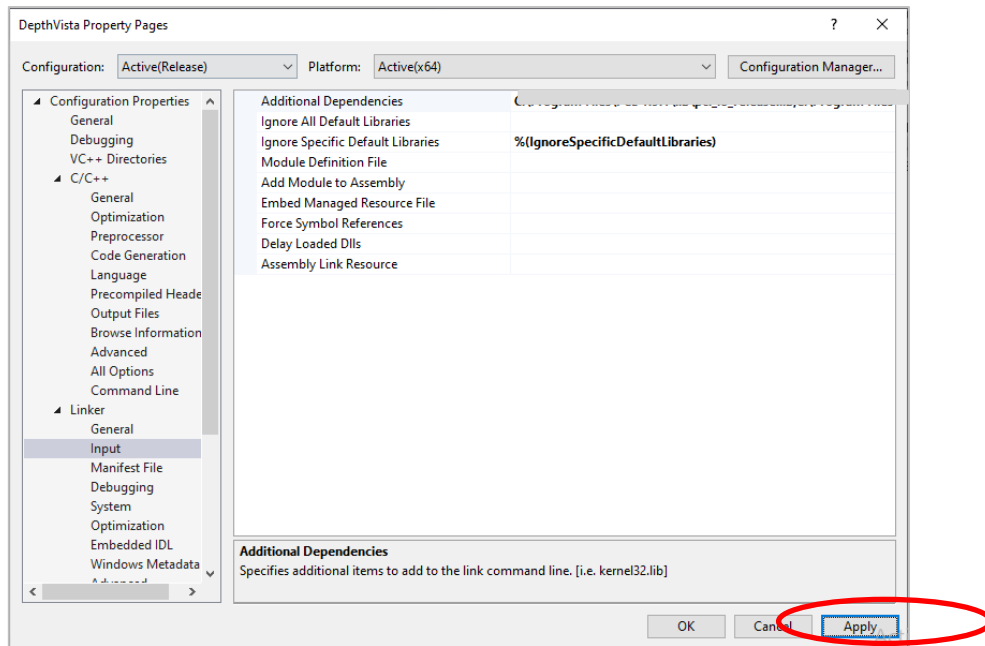 DepthVista Property Pages
?
Configuration: Active(Release) Platform: Active(x64) Configuration Manager...
Configuration Properties
General
Debugging
VC++ Directories
C/C++
General
Optimization
Preprocessor
Code Generation
Language
Precompiled Heade
Output Files
Browse Information
Advanced
All Options
Command Line
Linker
General
Input
Manifest File
Debugging
System
Optimization
Embedded IDL
Windows Metadata
Additional Dependencies
Ignore All Default Libraries
Ignore Specific Default Libraries %(IgnoreSpecificDefaultLibraries)
Module Definition File
Add Module to Assembly
Embed Managed Resource File
Force Symbol References
Delay Loaded Dlls
Assembly Link Resource
Additional Dependencies
Specifies additional items to add to the link command line. [i.e. kernel32.lib]
OK Cancel Apply